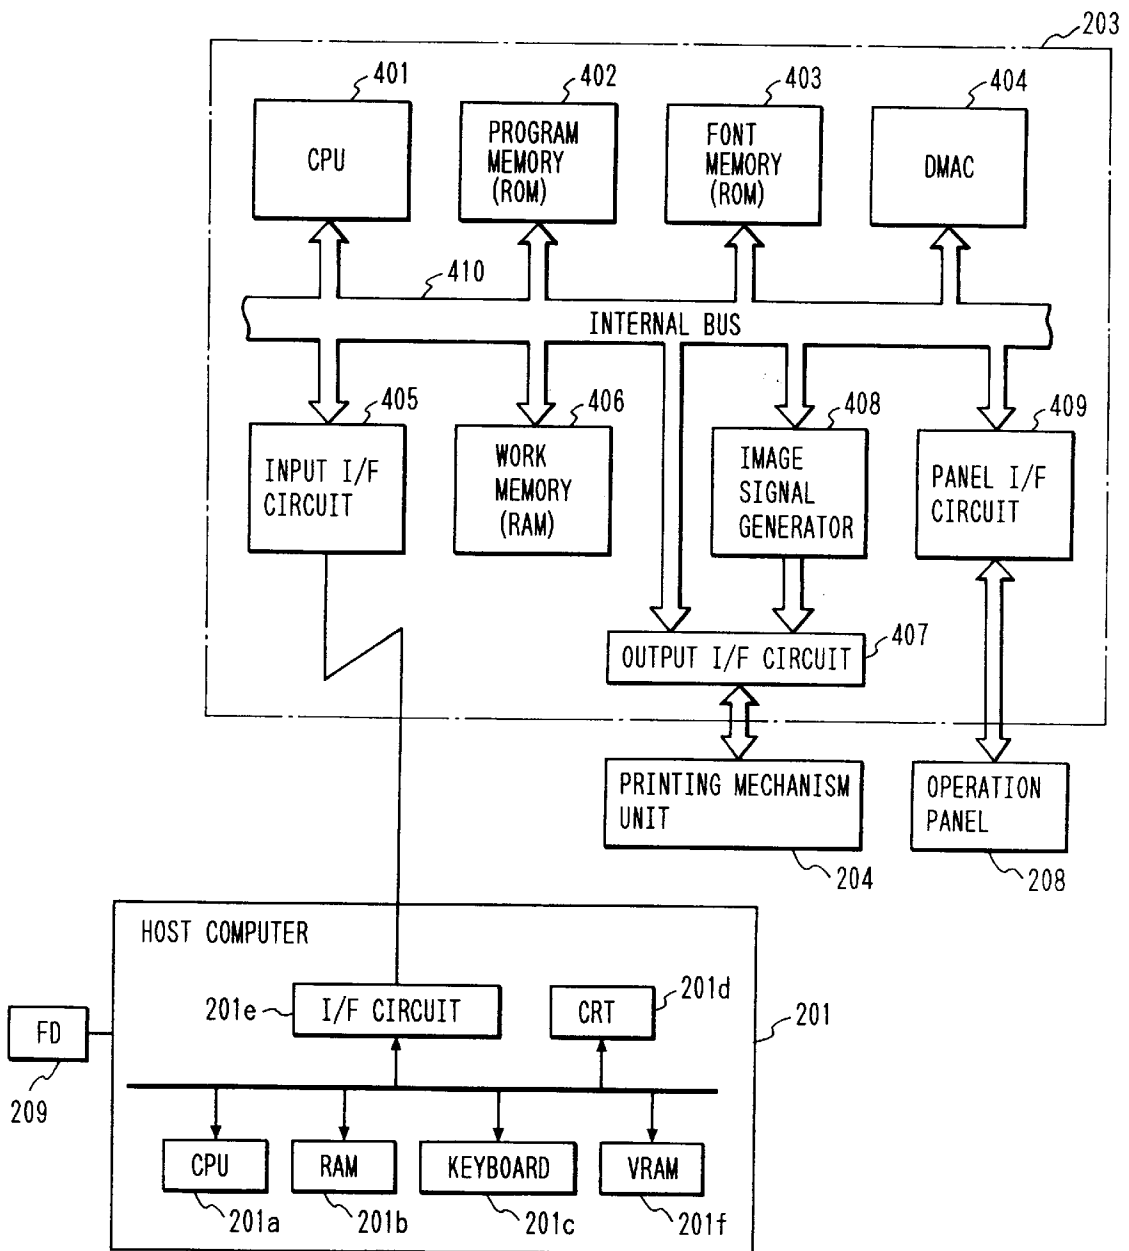 203
401
402
403
404
CPU
PROGRAM
MEMORY
(ROM)
FONT
MEMORY
(ROM)
DMAC
410
INTERNAL BUS
405
406
408
409
INPUT I/F
CIRCUIT
WORK
MEMORY
(RAM)
IMAGE
SIGNAL
GENERATOR
PANEL I/F
CIRCUIT
407
OUTPUT I/F CIRCUIT
PRINTING MECHANISM
UNIT
OPERATION
PANEL
204
208
HOST COMPUTER
201e
I/F CIRCUIT
CRT
201d
201
FD
209
CPU
RAM
KEYBOARD
VRAM
201a
201b
201c
201f